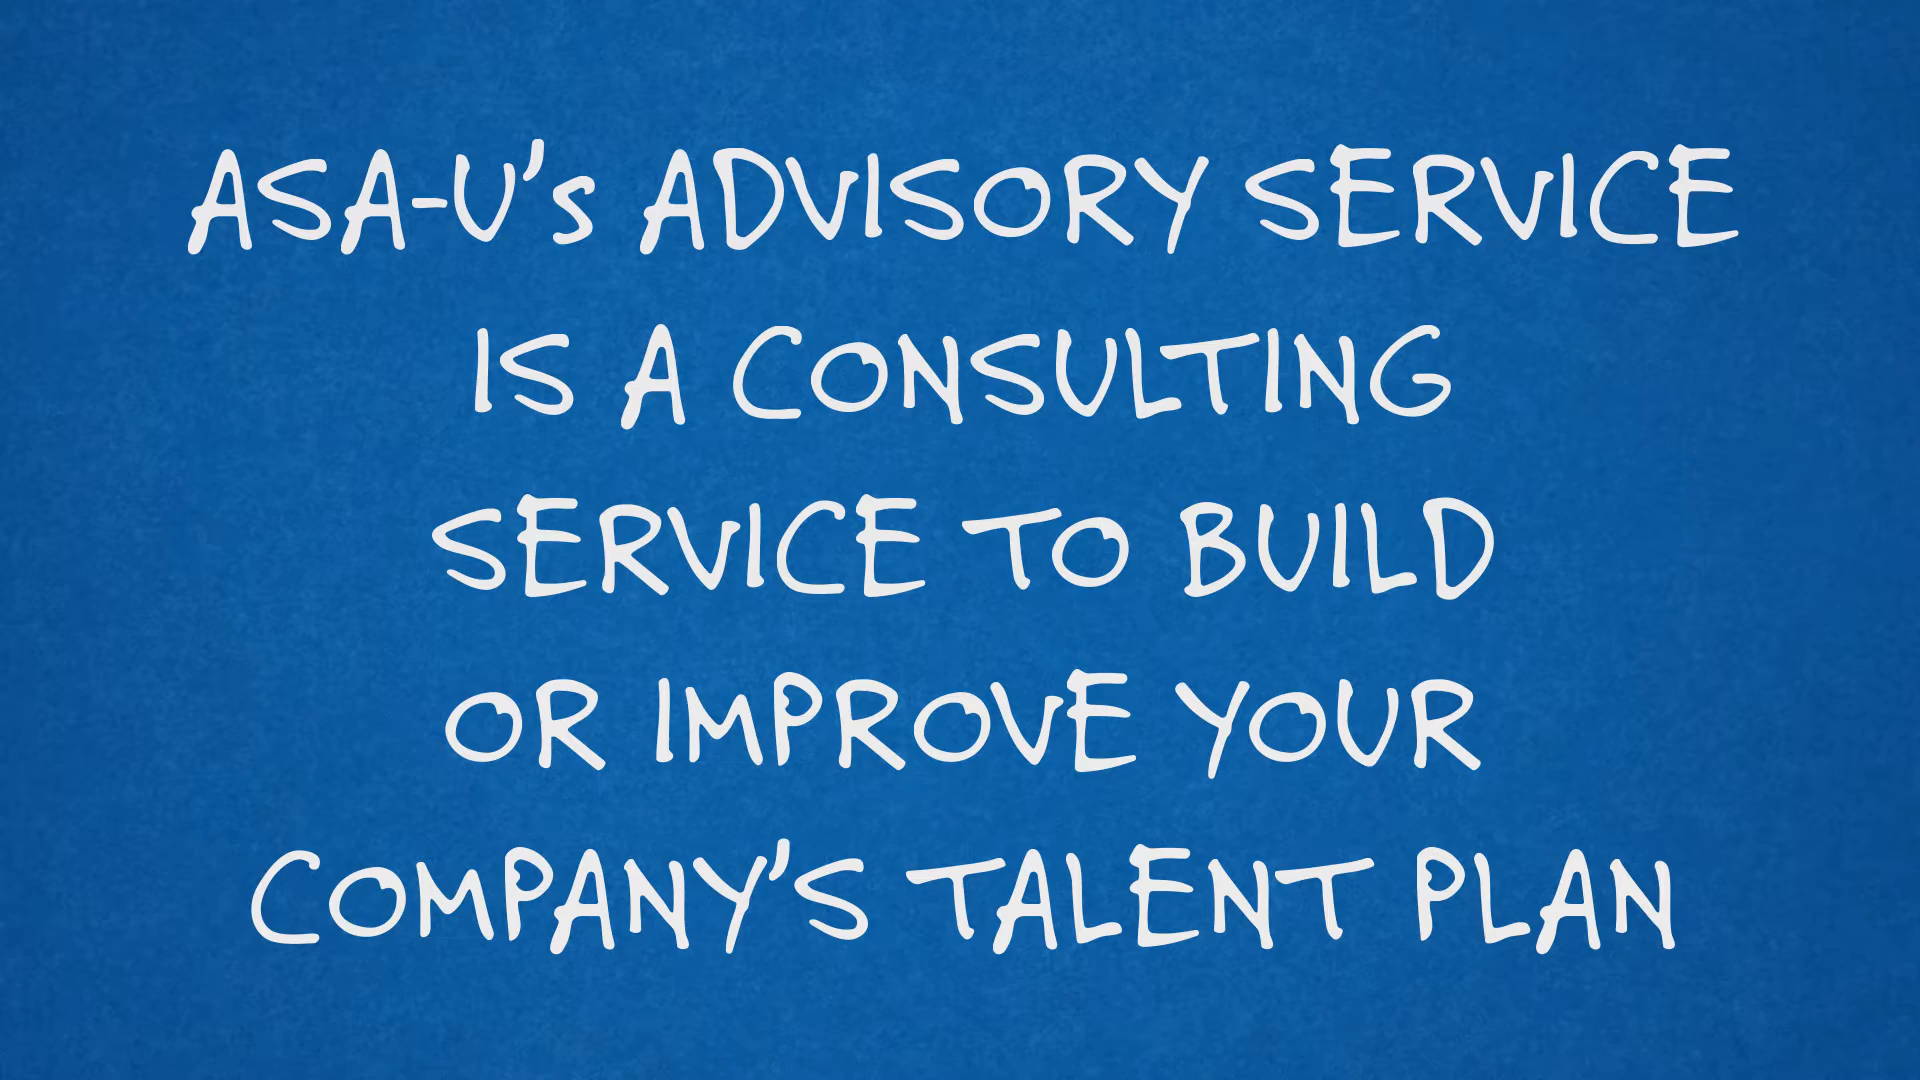 ASA-U's ADVISORY SERVICE
IS A CONSULTING
SERVICE TO BUILD
OR IMPROVE YOUR
COMPANY'S TALENT PLAN